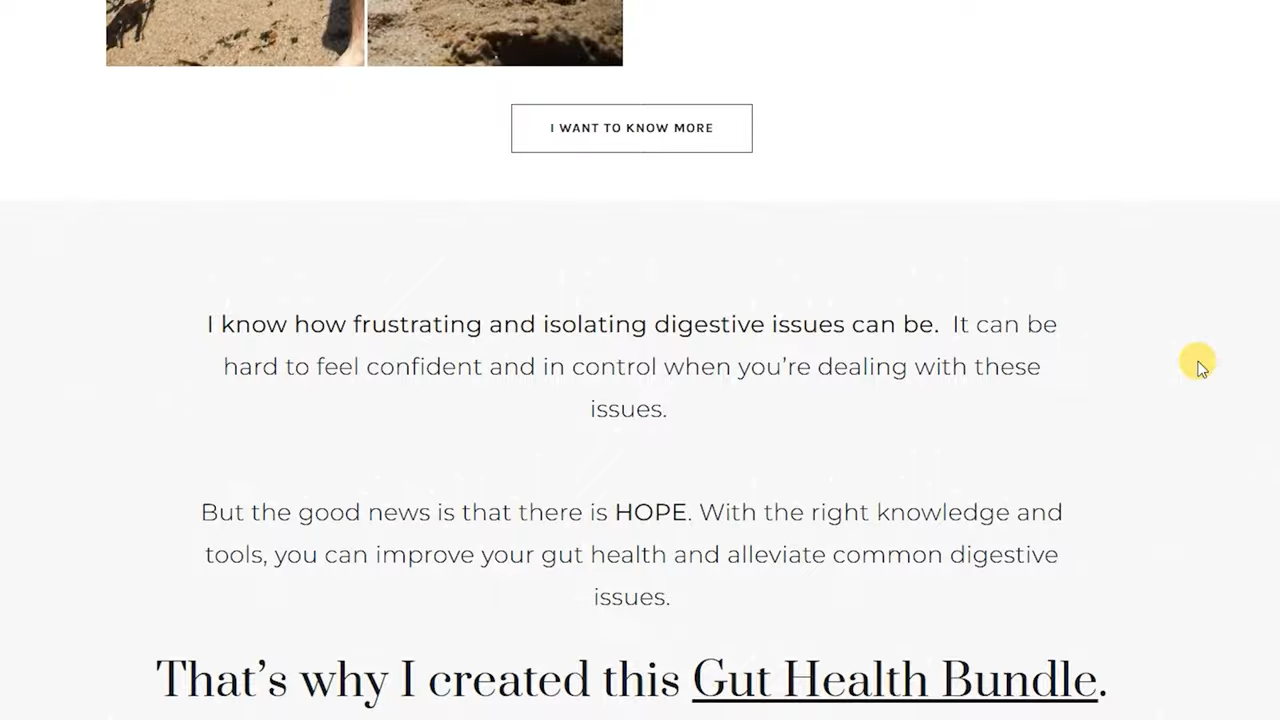 I WANT TO KNOW MORE
I know how frustrating and isolating digestive issues can be. It can be
hard to feel confident and in control when you’re dealing with these
issues.
But the good news is that there is HOPE. With the right knowledge and
tools, you can improve your gut health and alleviate common digestive
issues.
That’s why I created this Gut Health Bundle.